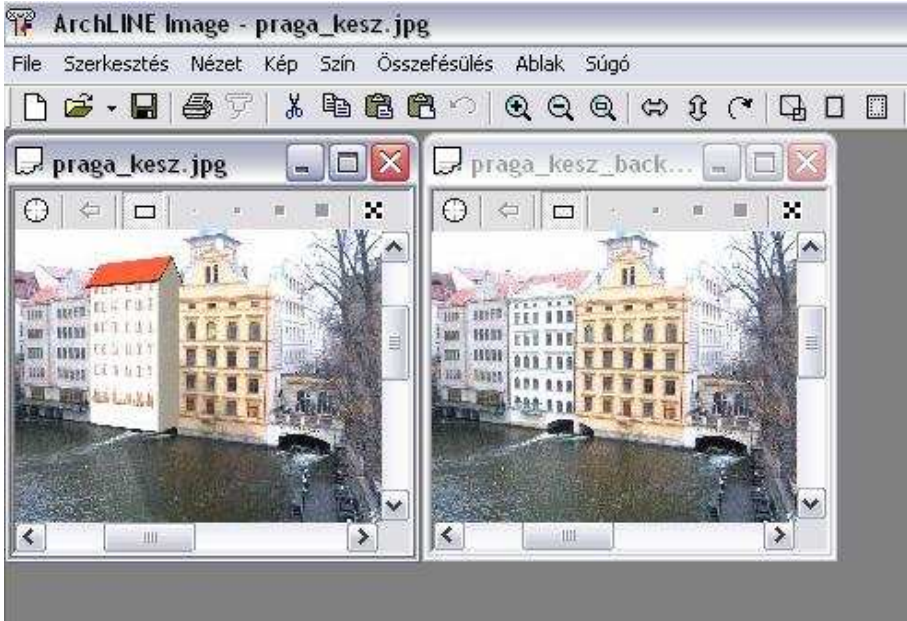 ArchLINE Image - praga_kesz.jpg
File Szerkesztés Nézet Kép Szín Összefésülés Ablak Súgó
praga_kesz.jpg
praga_kesz_back...